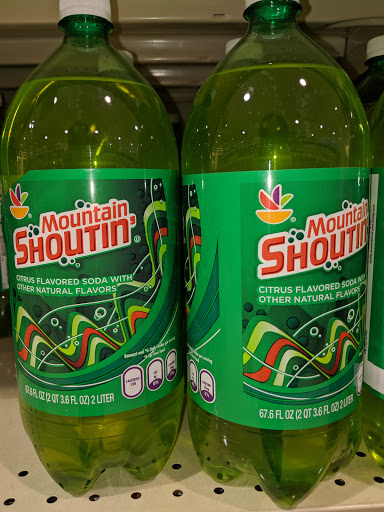 Mountain
SHOUTIN'
CITRUS FLAVORED SODA WITH
OTHER NATURAL FLAVORS
67.6 FL OZ (2 QT 3.6 FL OZ) 2 LITER
Mountain
SHOUTIN'
CITRUS FLAVORED SODA WITH
OTHER NATURAL FLAVORS
67.6 FL OZ (2 QT 3.6 FL OZ) 2 LITER